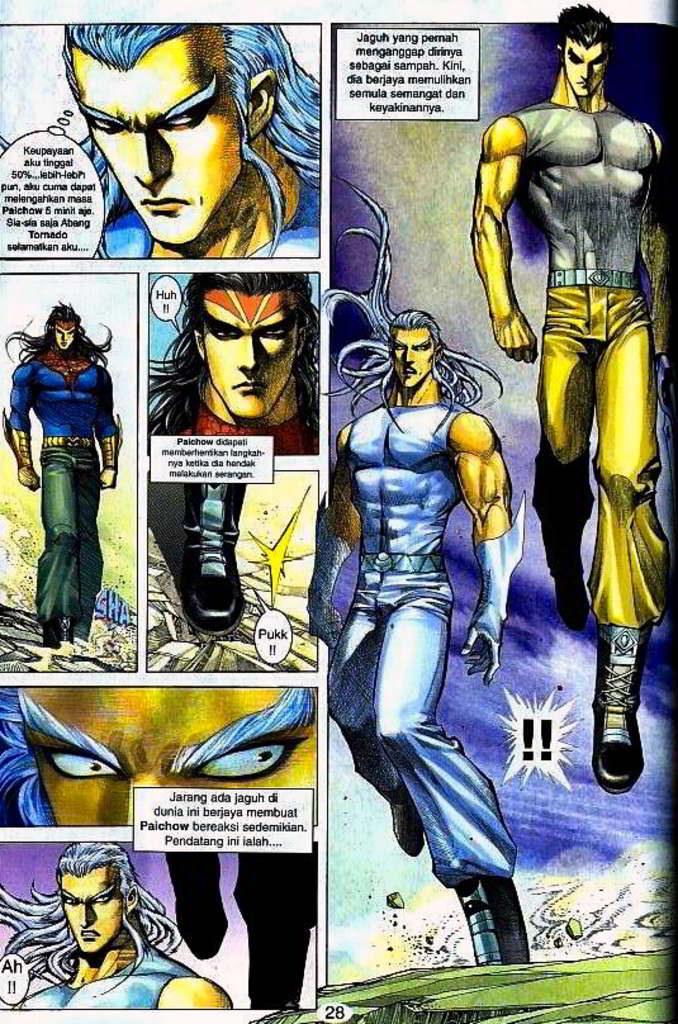 Keupayaan
aku tinggal
50%...lebih-lebih
pun, aku cuma dapat
melengahkan masa
Paichow 5 minit aje.
Sia-sia saja Abang
Tornado
selamatkan aku....
Huh
!!
Paichow didapati
memberhentikan langkah-
nya ketika dia hendak
melakukan serangan.
SHA
Pukk
!!
Jarang ada jaguh di
dunia ini berjaya membuat
Paichow bereaksi sedemikian.
Pendatang ini ialah....
Ah
!!
Jaguh yang pernah
menganggap dirinya
sebagai sampah. Kini,
dia berjaya memulihkan
semula semangat dan
keyakinannya.
!!
28